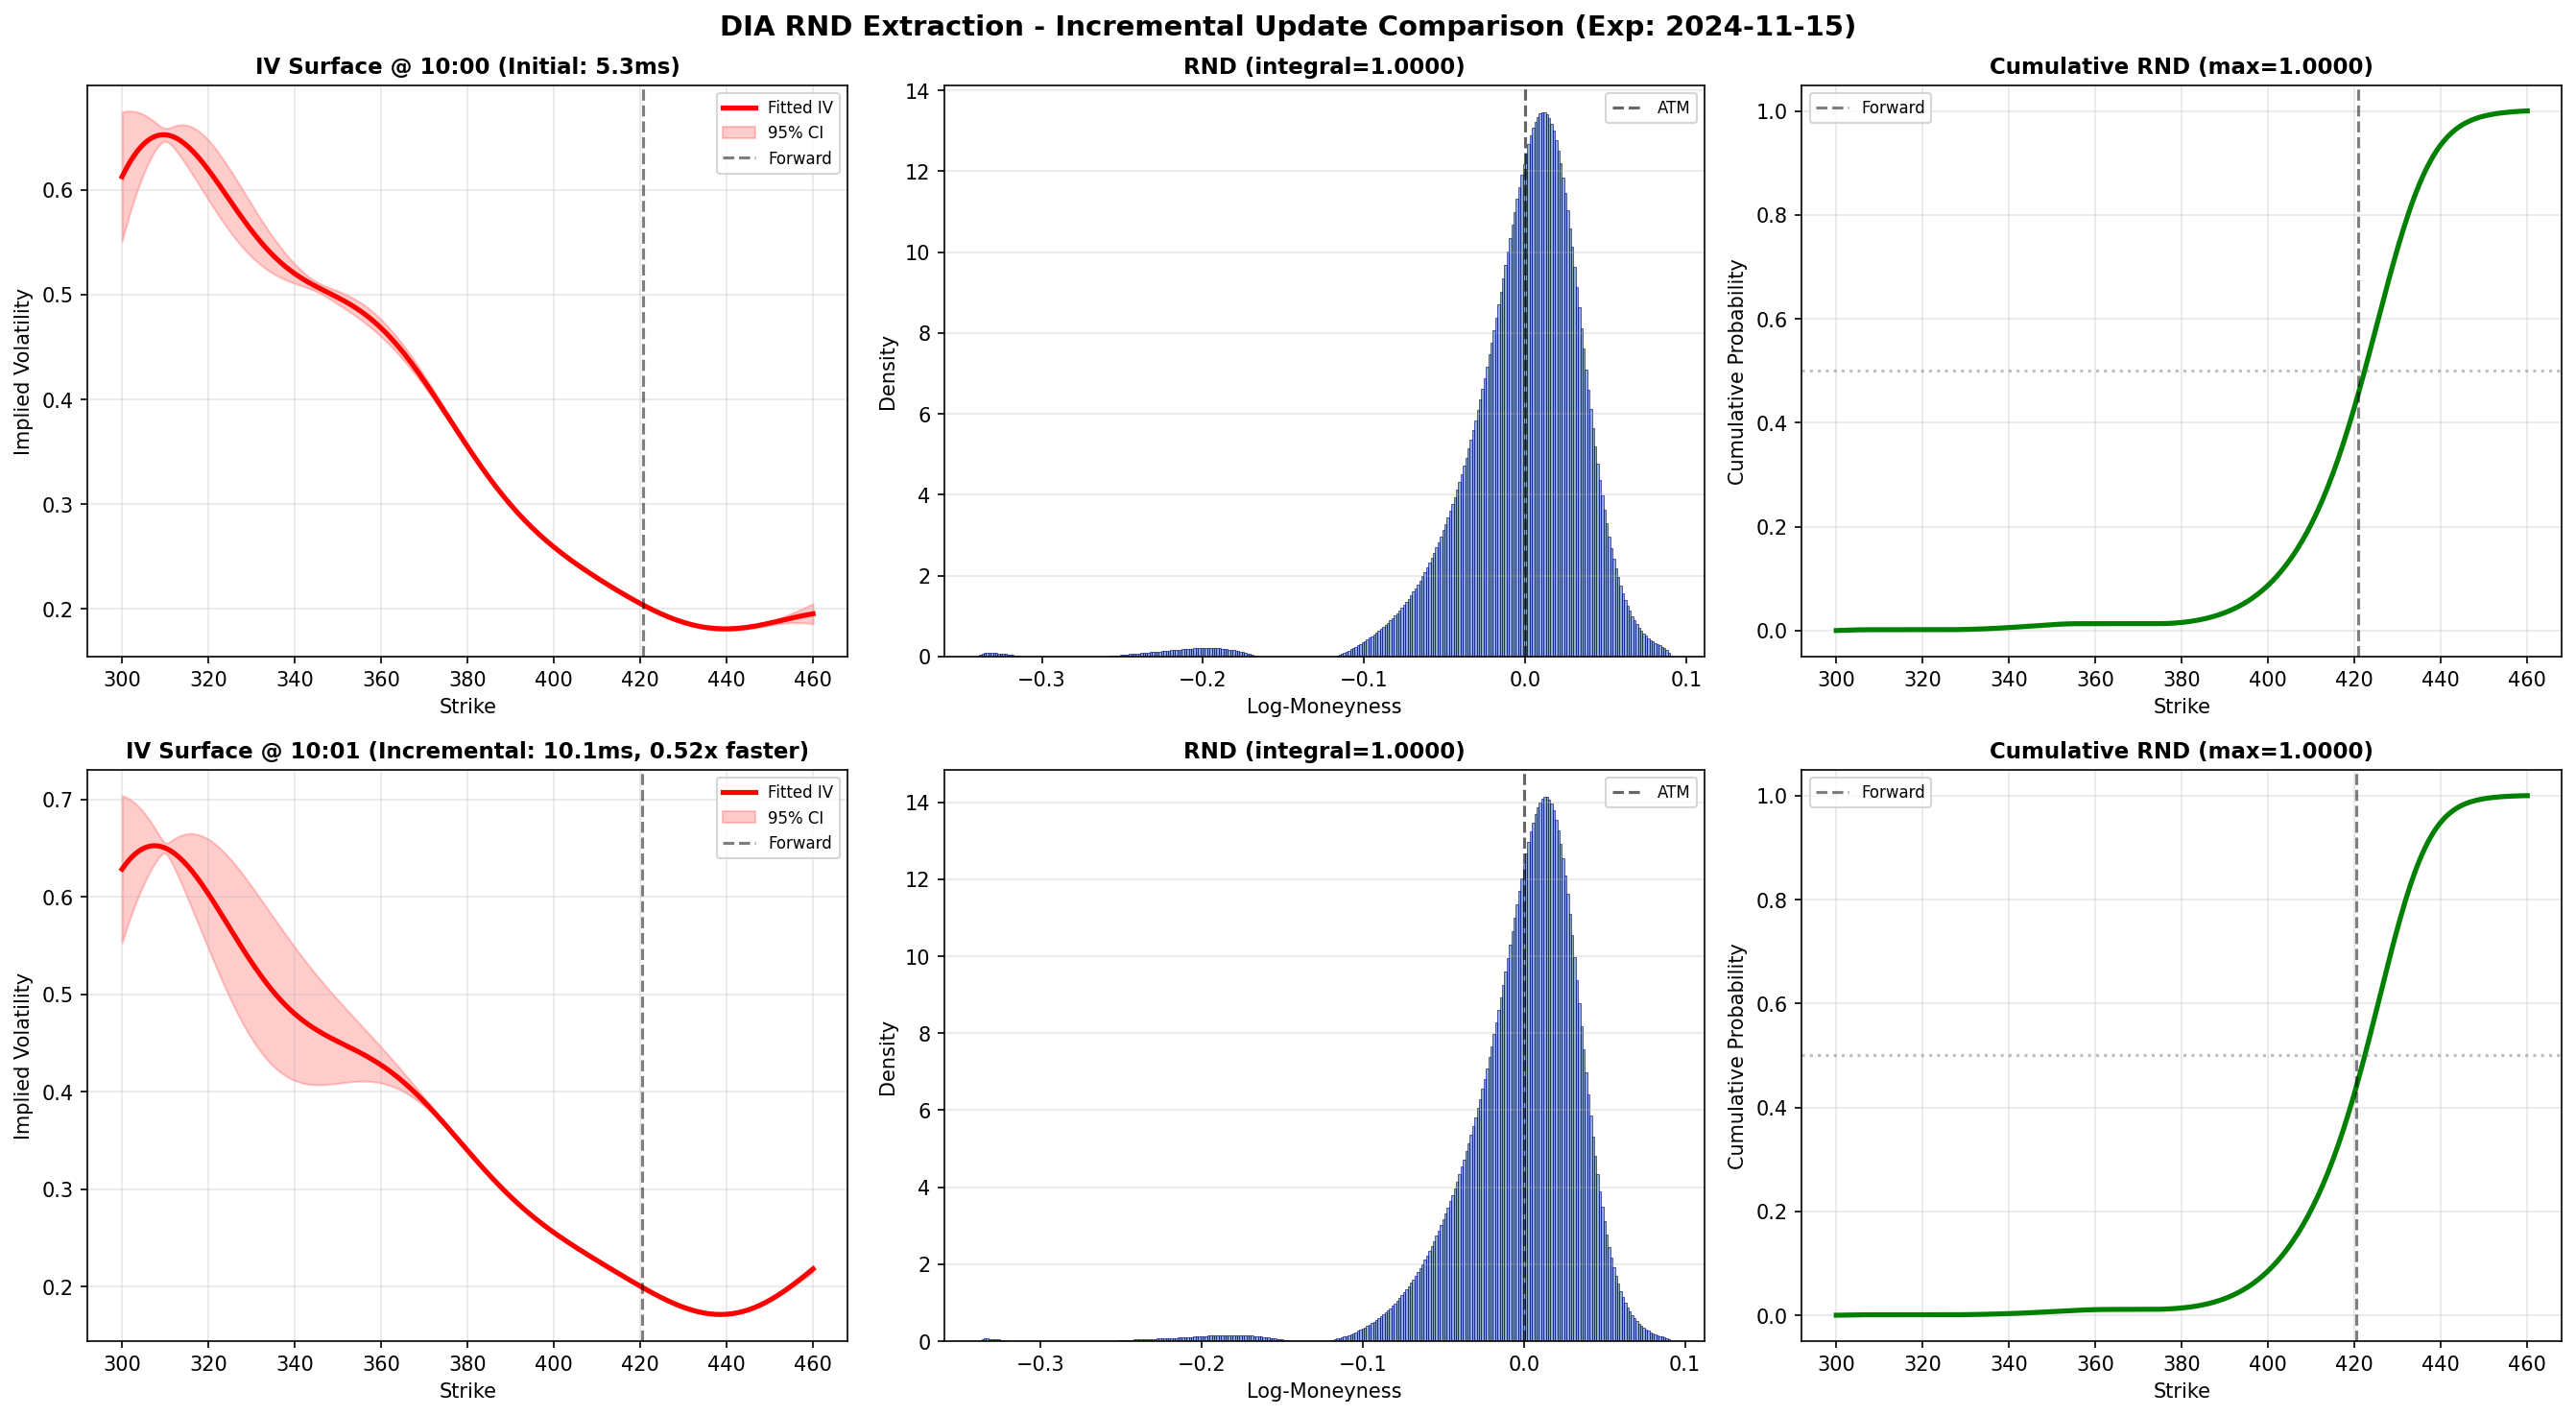 DIA RND Extraction - Incremental Update Comparison (Exp: 2024-11-15)
IV Surface @ 10:00 (Initial: 5.3ms)
Implied Volatility
0.6
0.5
0.4
0.3
0.2
Fitted IV
95% CI
Forward
300 320 340 360 380 400 420 440 460
Strike
RND (integral=1.0000)
Density
14
12
10
8
6
4
2
0
ATM
−0.3 −0.2 −0.1 0.0 0.1
Log-Moneyness
Cumulative RND (max=1.0000)
Cumulative Probability
1.0
0.8
0.6
0.4
0.2
0.0
Forward
300 320 340 360 380 400 420 440 460
Strike
IV Surface @ 10:01 (Incremental: 10.1ms, 0.52x faster)
Implied Volatility
0.7
0.6
0.5
0.4
0.3
0.2
Fitted IV
95% CI
Forward
300 320 340 360 380 400 420 440 460
Strike
RND (integral=1.0000)
Density
14
12
10
8
6
4
2
0
ATM
−0.3 −0.2 −0.1 0.0 0.1
Log-Moneyness
Cumulative RND (max=1.0000)
Cumulative Probability
1.0
0.8
0.6
0.4
0.2
0.0
Forward
300 320 340 360 380 400 420 440 460
Strike